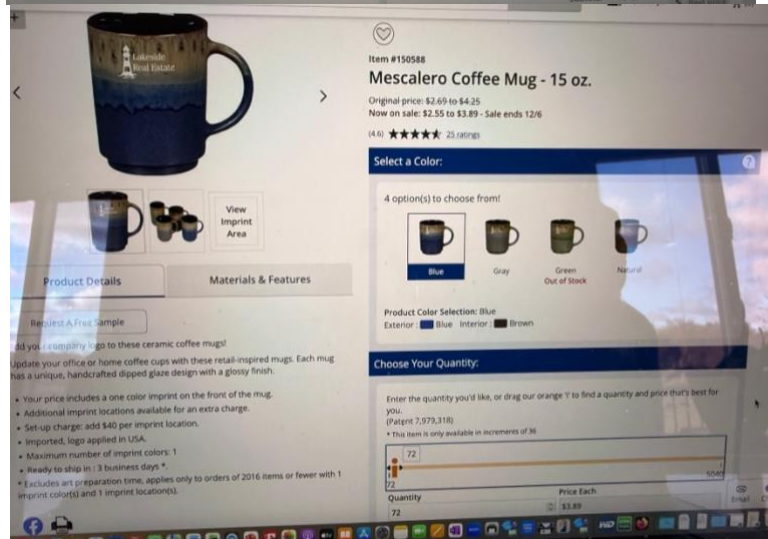 Lakeside
Real Estate
View
Imprint
Area
Product Details
Materials & Features
Request A Free Sample
your company logo to these ceramic coffee mugs!
Update your office or home coffee cups with these retail-inspired mugs. Each mug
has a unique, handcrafted dipped glaze design with a glossy finish.
• Your price includes a one color imprint on the front of the mug.
• Additional imprint locations available for an extra charge.
• Set-up charge: add $40 per imprint location.
• Imported, logo applied in USA.
• Maximum number of imprint colors: 1
• Ready to ship in : 3 business days *.
* Excludes art preparation time, applies only to orders of 2016 items or fewer with 1
imprint color(s) and 1 imprint location(s).
Item #150588
Mescalero Coffee Mug - 15 oz.
Original price: $2.69 to $4.25
Now on sale: $2.55 to $3.89 - Sale ends 12/6
(4.6) 25 ratings
Select a Color:
?
4 option(s) to choose from!
Blue
Gray
Green
Out of Stock
Natural
Product Color Selection: Blue
Exterior: Blue Interior: Brown
Choose Your Quantity:
Enter the quantity you'd like, or drag our orange 'i' to find a quantity and price that's best for
you.
(Patent 7,979,318)
* This item is only available in increments of 36
72
72
5040
Quantity
Price Each
72
$3.89
Email